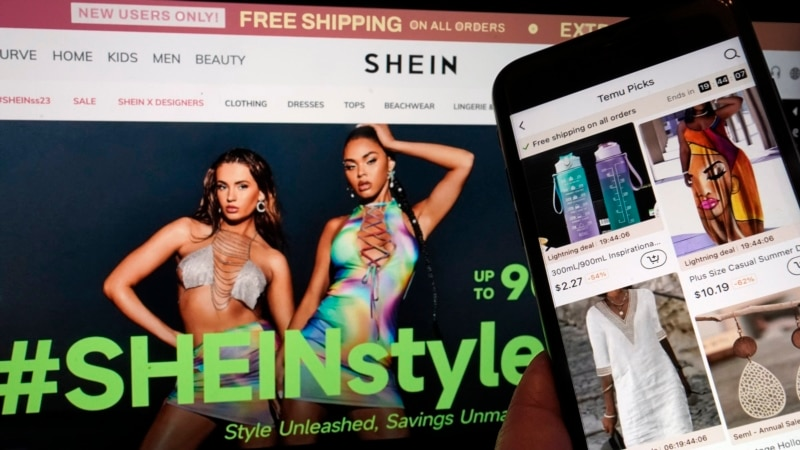 NEW USERS ONLY! FREE SHIPPING ON ALL ORDERS
URVE HOME KIDS MEN BEAUTY
SHEIN
#SHEINss23 SALE SHEIN X DESIGNERS CLOTHING DRESSES TOPS BEACHWEAR LINGERIE &
UP TO 90
#SHEINstyle
Style Unleashed, Savings
Temu Picks
Free shipping on all orders
Ends in 19 44 07
Lightning deal 19:44:06
300mL/900mL Inspirationa...
$2.27 -54%
Lightning deal 19:44:06
Plus Size Casual Summer D
$10.19 -62%
06:19:44:06
Semi - Annual Sale